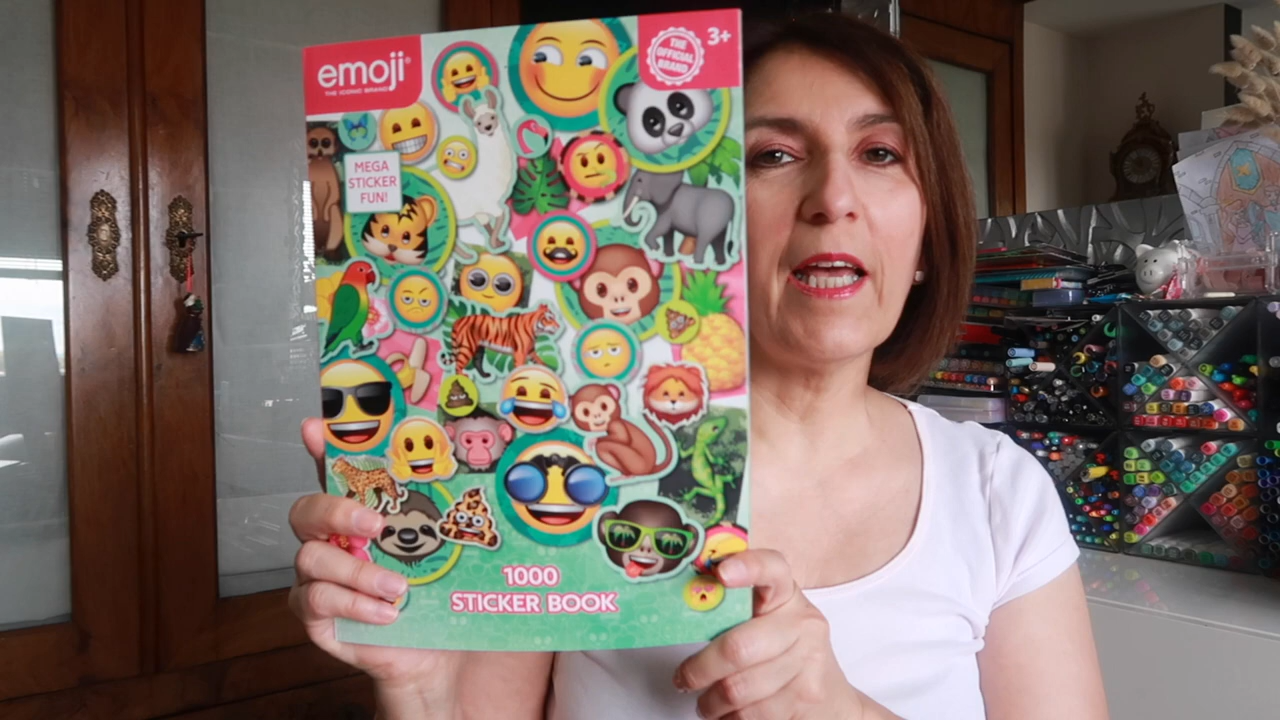 emoji®
THE ICONIC BRAND
THE
OFFICIAL
BRAND
3+
MEGA
STICKER
FUN!
1000
STICKER BOOK